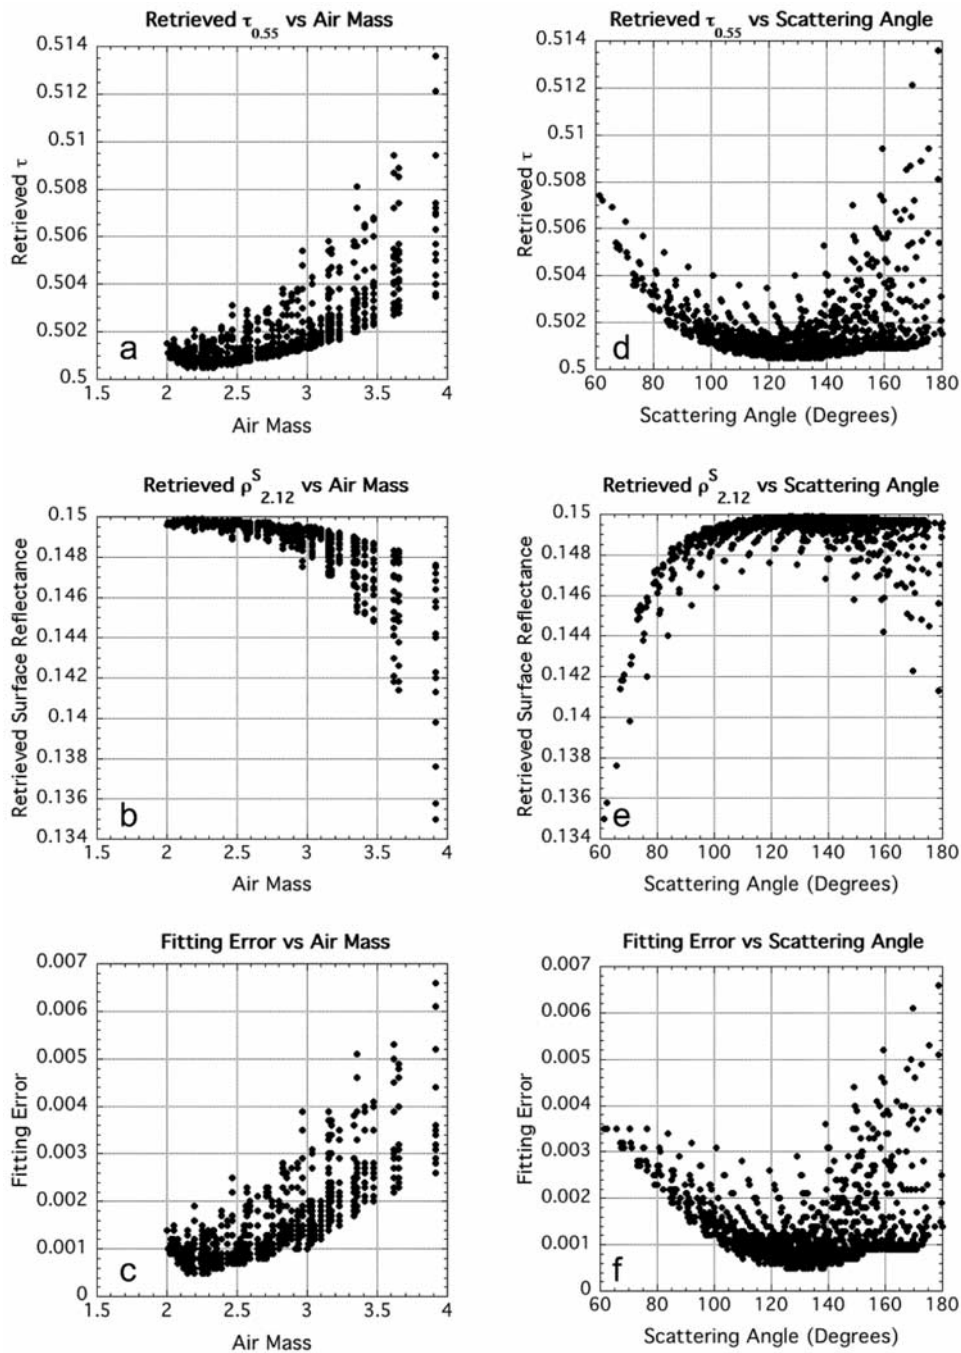 Retrieved τ0.55 vs Air Mass
0.514
0.512
0.51
0.508
0.506
0.504
0.502
0.5
Retrieved τ
a
1.5 2 2.5 3 3.5 4
Air Mass
Retrieved τ0.55 vs Scattering Angle
0.514
0.512
0.51
0.508
0.506
0.504
0.502
0.5
Retrieved τ
d
60 80 100 120 140 160 180
Scattering Angle (Degrees)
Retrieved ρS2.12 vs Air Mass
0.15
0.148
0.146
0.144
0.142
0.14
0.138
0.136
0.134
Retrieved Surface Reflectance
b
1.5 2 2.5 3 3.5 4
Air Mass
Retrieved ρS2.12 vs Scattering Angle
0.15
0.148
0.146
0.144
0.142
0.14
0.138
0.136
0.134
Retrieved Surface Reflectance
e
60 80 100 120 140 160 180
Scattering Angle (Degrees)
Fitting Error vs Air Mass
0.007
0.006
0.005
0.004
0.003
0.002
0.001
0
Fitting Error
c
1.5 2 2.5 3 3.5 4
Air Mass
Fitting Error vs Scattering Angle
0.007
0.006
0.005
0.004
0.003
0.002
0.001
0
Fitting Error
f
60 80 100 120 140 160 180
Scattering Angle (Degrees)